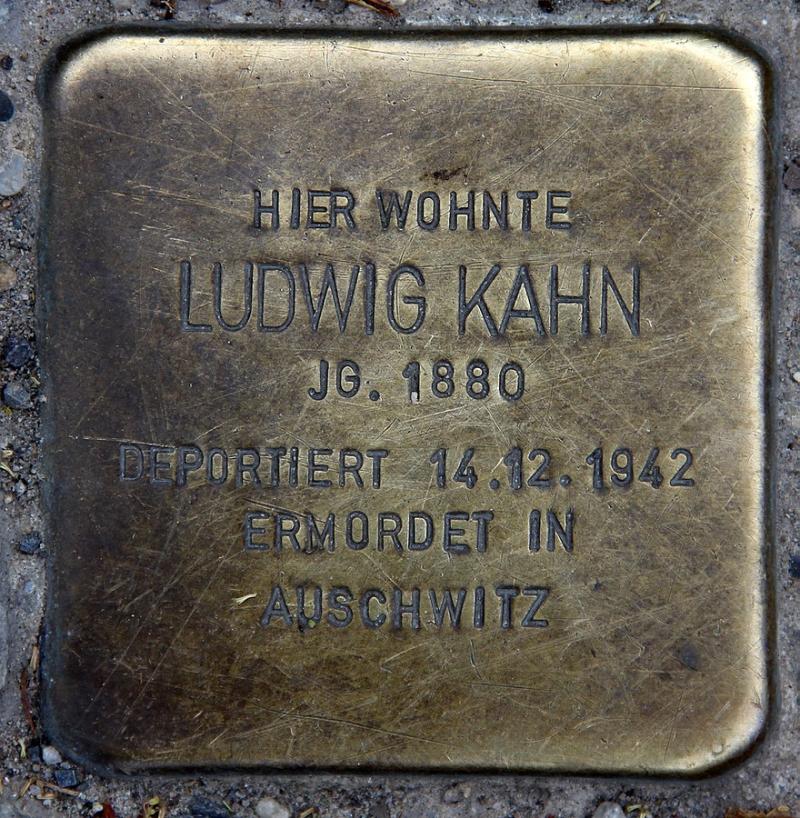 HIER WOHNTE
LUDWIG KAHN
JG. 1880
DEPORTIERT 14.12.1942
ERMORDET IN
AUSCHWITZ